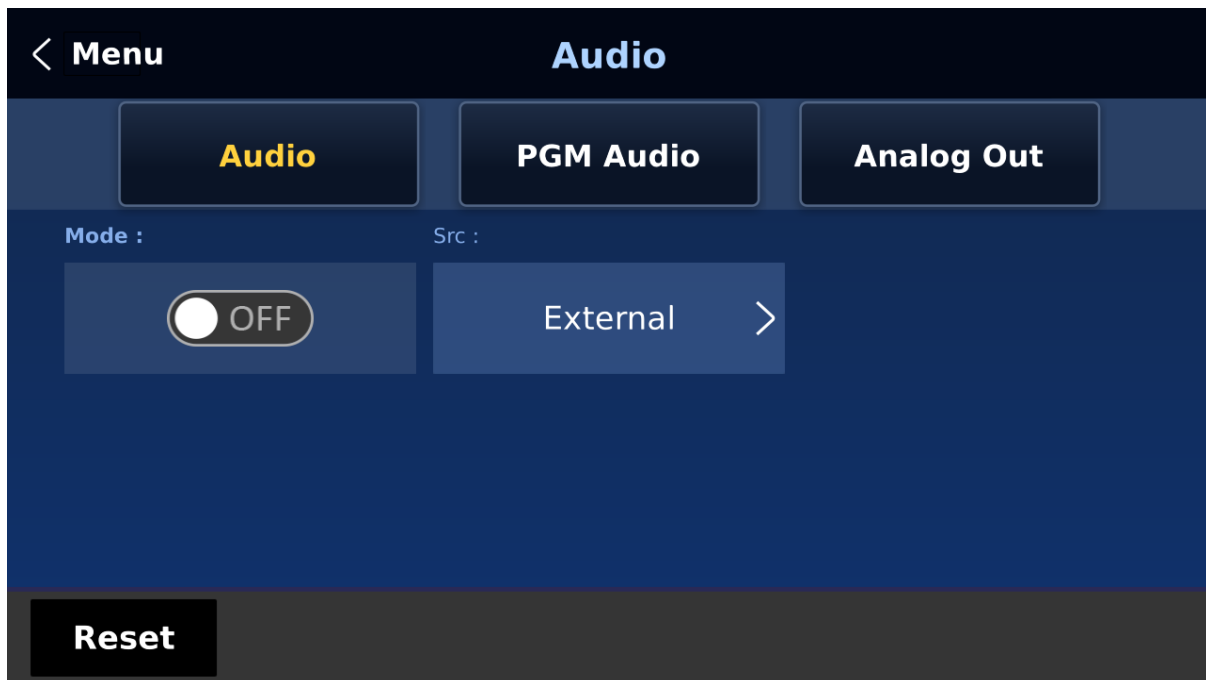 Menu
Audio
Audio
PGM Audio
Analog Out
Mode :
Src :
OFF
External
Reset